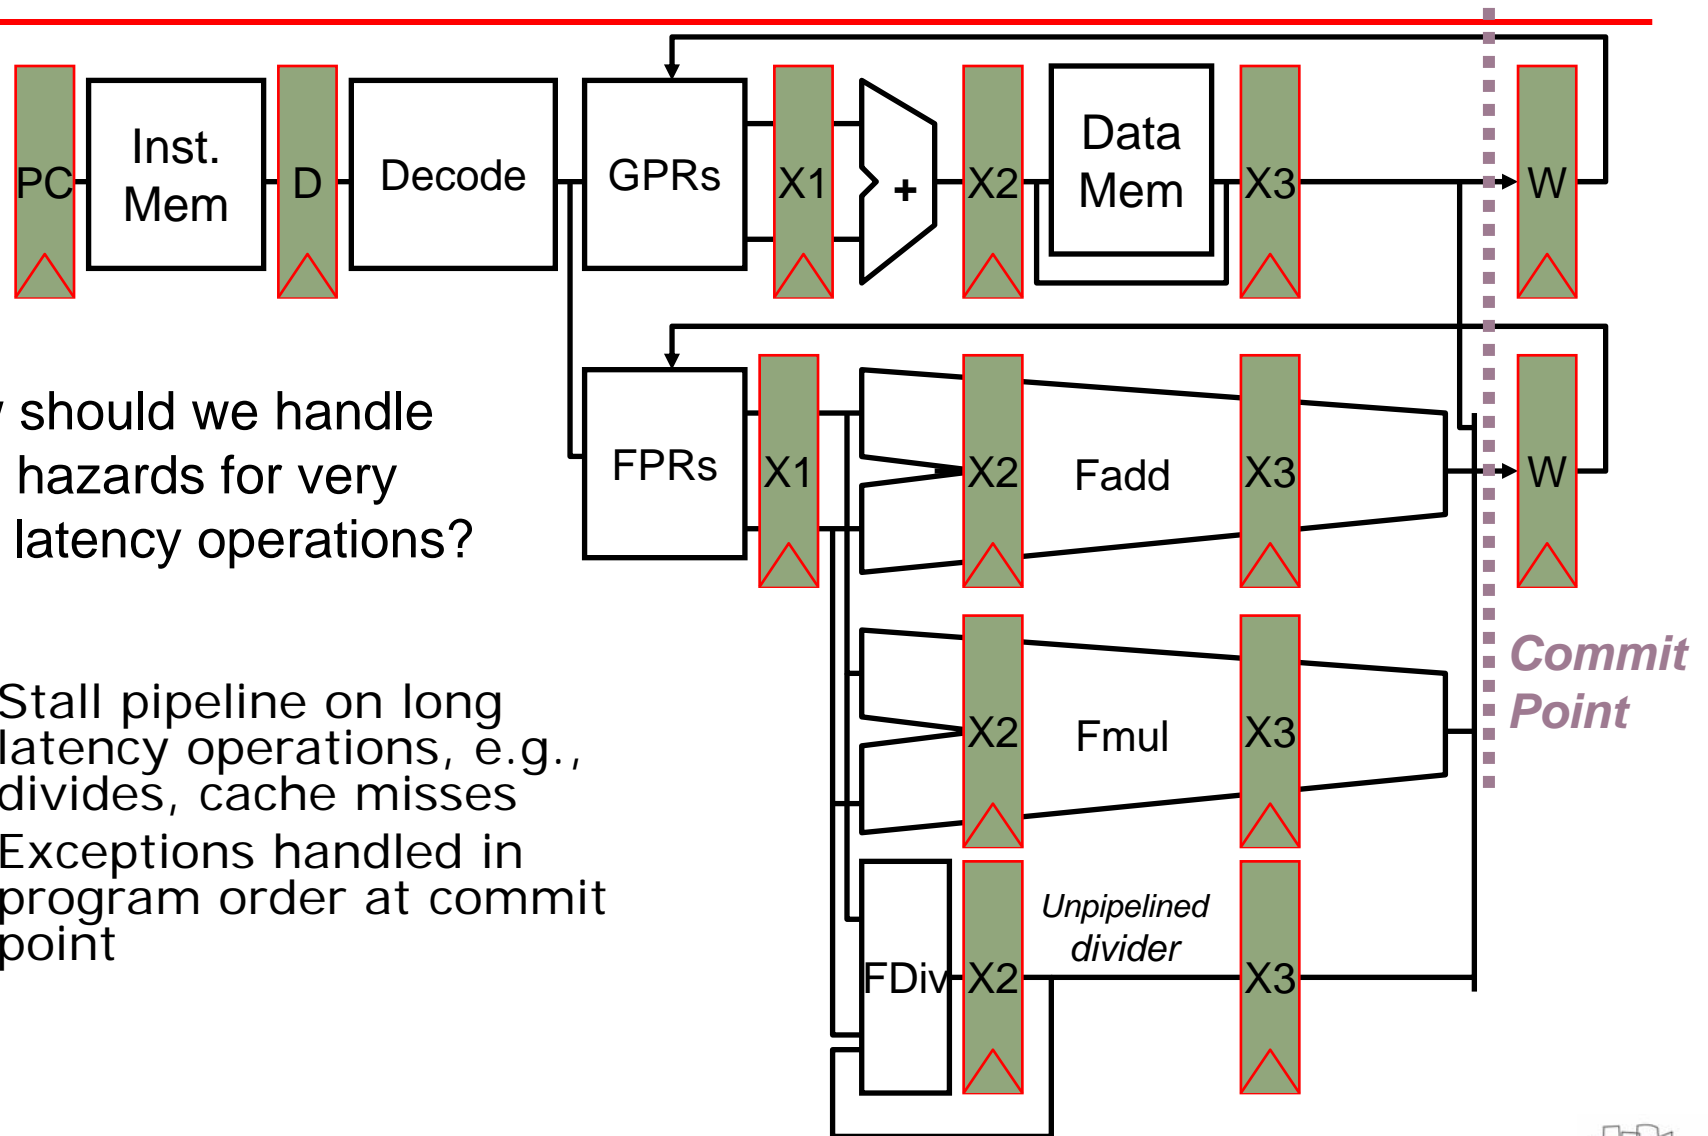 PC
Inst.
Mem
D
Decode
GPRs
X1
+
X2
Data
Mem
X3
W
should we handle
hazards for very
latency operations?
FPRs
X1
X2
Fadd
X3
W
X2
Fmul
X3
Commit
Point
Stall pipeline on long
latency operations, e.g.,
divides, cache misses
Exceptions handled in
program order at commit
point
FDiv
X2
Unpipelined
divider
X3